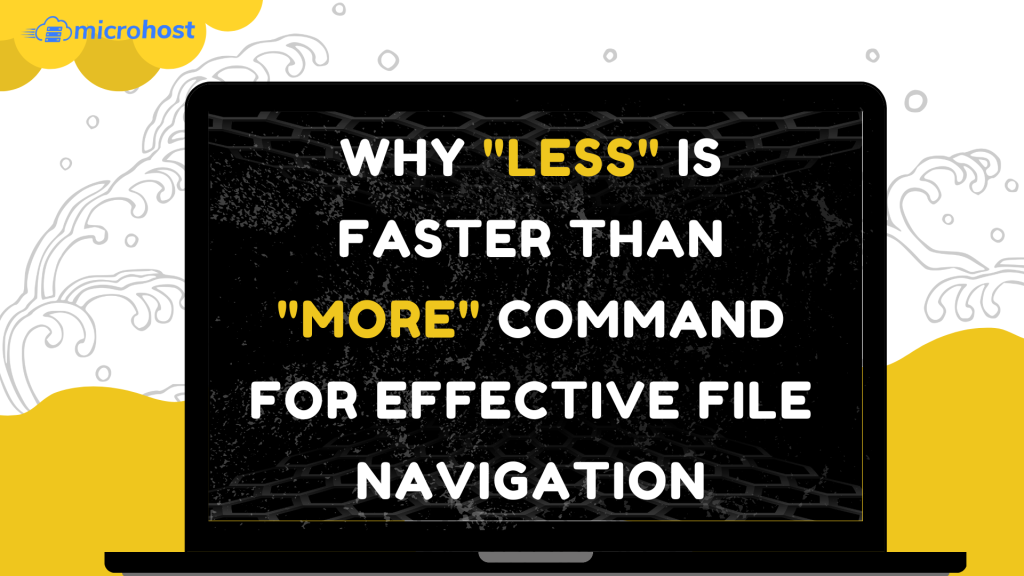 microhost
WHY "LESS" IS
FASTER THAN
"MORE" COMMAND
FOR EFFECTIVE FILE
NAVIGATION